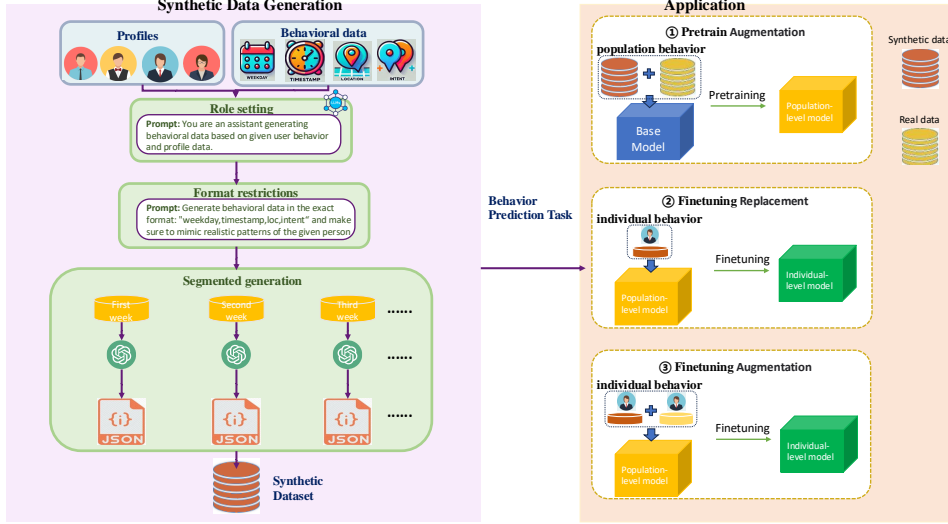 Synthetic Data Generation
Profiles
Behavioral data
WEEKDAY
TIMESTAMP
LOCATION
INTENT
Role setting
Prompt: You are an assistant generating
behavioral data based on given user behavior
and profile data.
Format restrictions
Prompt: Generate behavioral data in the exact
format: "weekday,timestamp,loc,intent" and make
sure to mimic realistic patterns of the given person
Segmented generation
First
week
Second
week
Third
week
......
......
{i}
JSON
{i}
JSON
{i}
JSON
......
Synthetic
Dataset
Behavior
Prediction Task
Application
① Pretrain Augmentation
population behavior
Base
Model
Pretraining
Population-
level model
Synthetic data
Real data
② Finetuning Replacement
individual behavior
Population-
level model
Finetuning
Individual-
level model
③ Finetuning Augmentation
individual behavior
Population-
level model
Finetuning
Individual-
level model